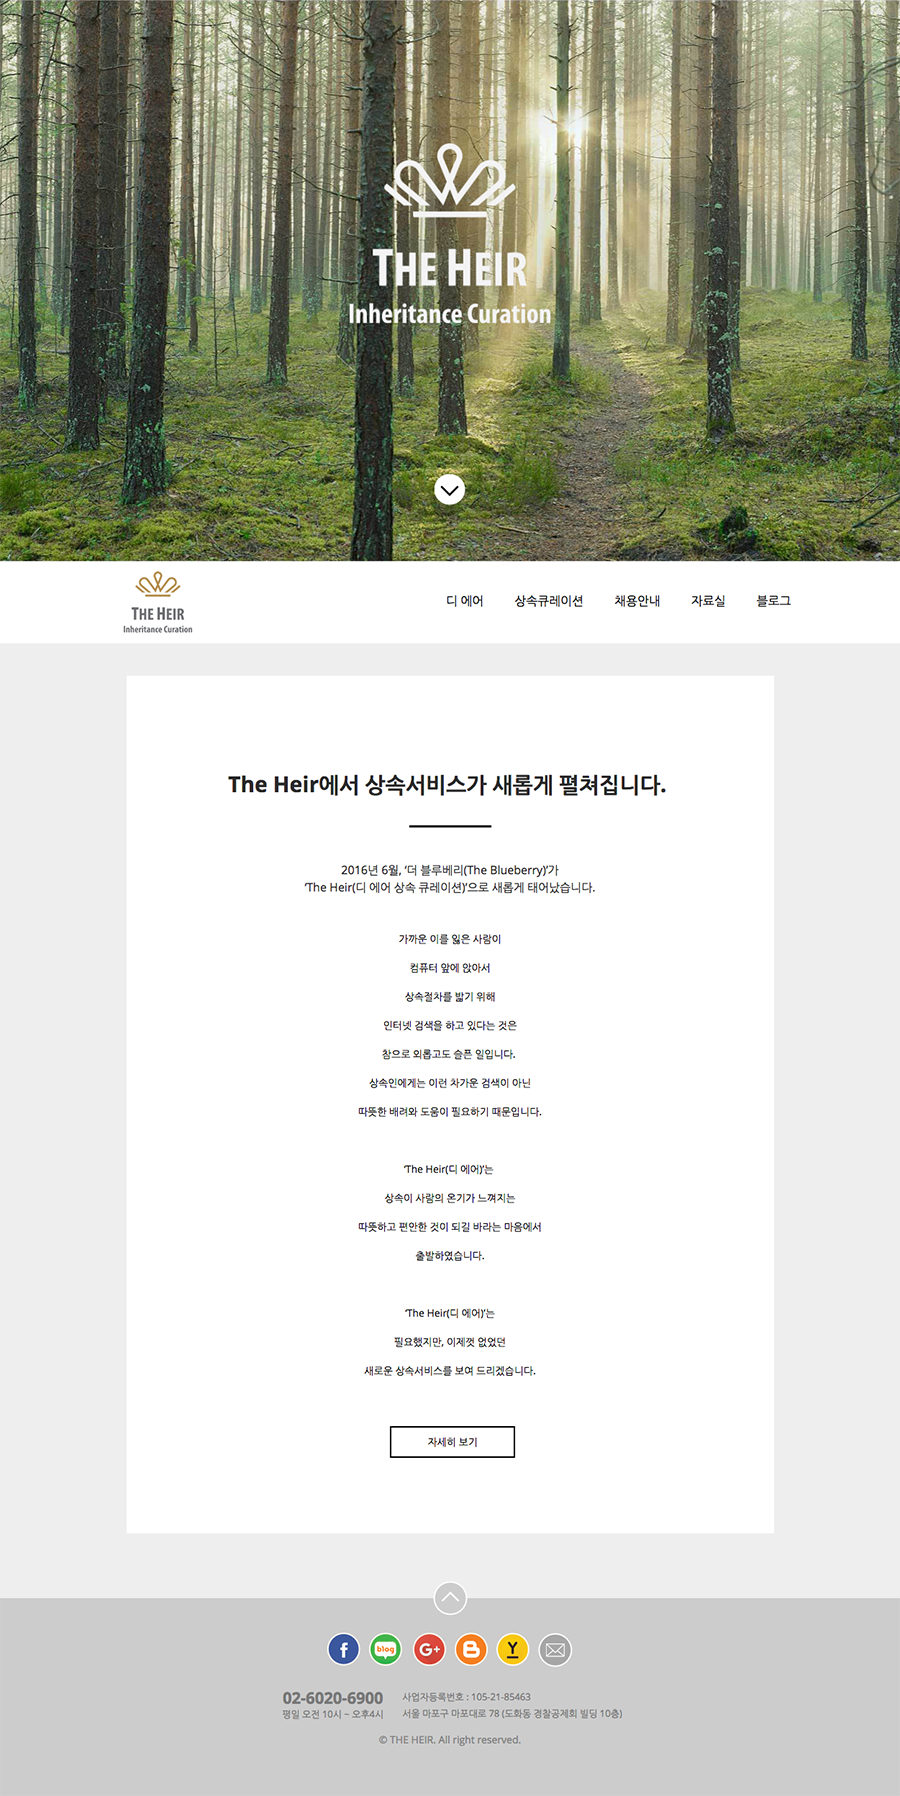 THE HEIR
Inheritance Curation
THE HEIR
Inheritance Curation
디 에어 상속큐레이션 채용안내 자료실 블로그
The Heir에서 상속서비스가 새롭게 펼쳐집니다.
2016년 6월, '더 블루베리(The Blueberry)'가
'The Heir(디 에어 상속 큐레이션)'으로 새롭게 태어났습니다.
가까운 이를 잃은 사람이
컴퓨터 앞에 앉아서
상속절차를 밟기 위해
인터넷 검색을 하고 있다는 것은
참으로 외롭고도 슬픈 일입니다.
상속인에게는 이런 차가운 검색이 아닌
따뜻한 배려와 도움이 필요하기 때문입니다.
'The Heir(디 에어)'는
상속이 사람의 온기가 느껴지는
따뜻하고 편안한 것이 되길 바라는 마음에서
출발하였습니다.
'The Heir(디 에어)'는
필요했지만, 이제껏 없었던
새로운 상속서비스를 보여 드리겠습니다.
자세히 보기
f blog G+ B Y
02-6020-6900
평일 오전 10시 ~ 오후4시
사업자등록번호 : 105-21-85463
서울 마포구 마포대로 78 (도화동 경찰공제회 빌딩 10층)
© THE HEIR. All right reserved.